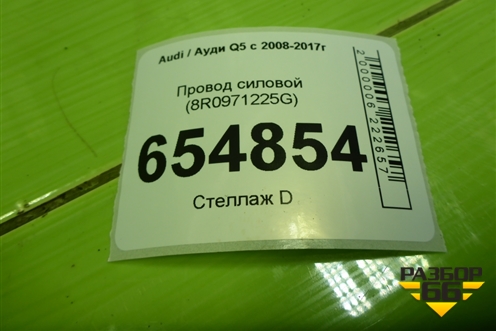 Audi / Ауди Q5 с 2008-2017г
Провод силовой
(8R0971225G)
654854
Стеллаж D
2000006222657
РАЗБОР
66